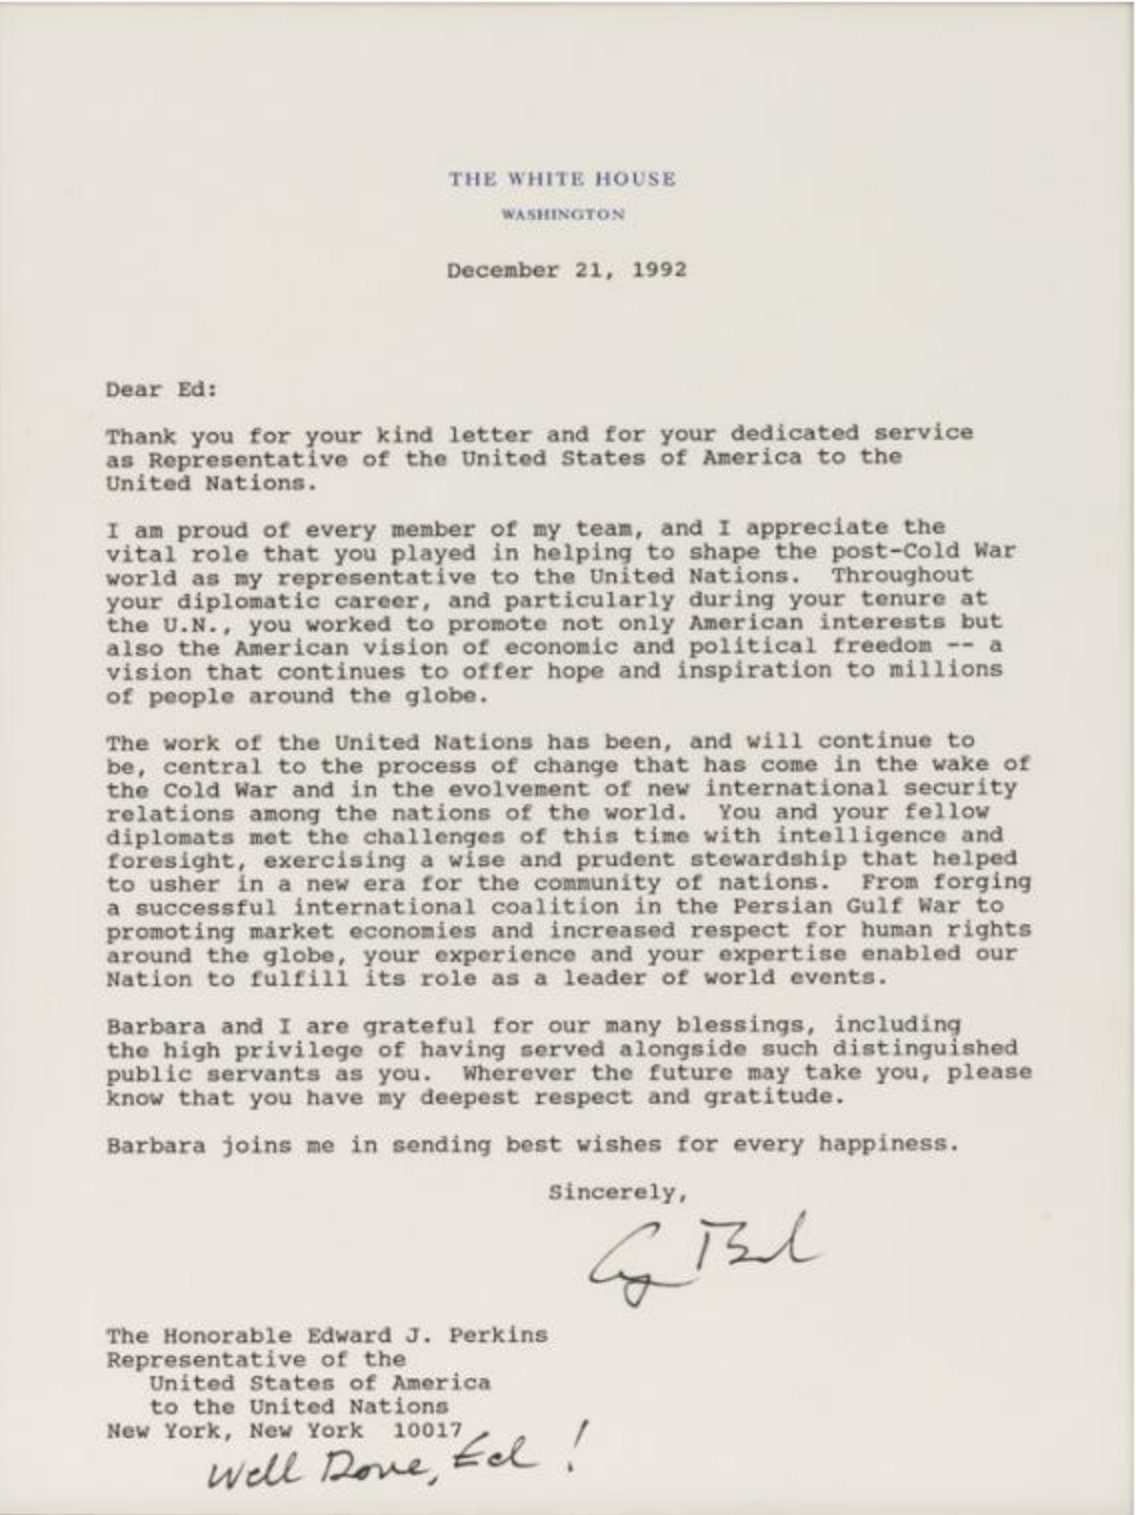 THE WHITE HOUSE
WASHINGTON
December 21, 1992
Dear Ed:
Thank you for your kind letter and for your dedicated service
as Representative of the United States of America to the
United Nations.
I am proud of every member of my team, and I appreciate the
vital role that you played in helping to shape the post-Cold War
world as my representative to the United Nations.  Throughout
your diplomatic career, and particularly during your tenure at
the U.N., you worked to promote not only American interests but
also the American vision of economic and political freedom -- a
vision that continues to offer hope and inspiration to millions
of people around the globe.
The work of the United Nations has been, and will continue to
be, central to the process of change that has come in the wake of
the Cold War and in the evolvement of new international security
relations among the nations of the world.  You and your fellow
diplomats met the challenges of this time with intelligence and
foresight, exercising a wise and prudent stewardship that helped
to usher in a new era for the community of nations.  From forging
a successful international coalition in the Persian Gulf War to
promoting market economies and increased respect for human rights
around the globe, your experience and your expertise enabled our
Nation to fulfill its role as a leader of world events.
Barbara and I are grateful for our many blessings, including
the high privilege of having served alongside such distinguished
public servants as you.  Wherever the future may take you, please
know that you have my deepest respect and gratitude.
Barbara joins me in sending best wishes for every happiness.
Sincerely,
The Honorable Edward J. Perkins
Representative of the
United States of America
to the United Nations
New York, New York  10017
Well Done, Ed!